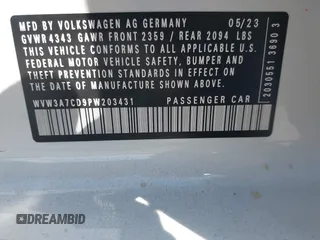 MFD BY VOLKSWAGEN AG GERMANY 05/23
GVWR 4343 GAWR FRONT 2359 / REAR 2094 LBS
THIS VEHICLE CONFORMS TO ALL APPLICABLE U.S.
FEDERAL MOTOR VEHICLE SAFETY, BUMPER AND
THEFT PREVENTION STANDARDS IN EFFECT ON
THE DATE OF MANUFACTURE SHOWN ABOVE.
WVW3A7CD9PW203431 PASSENGER CAR
2030551 3690 3
DREAMBID